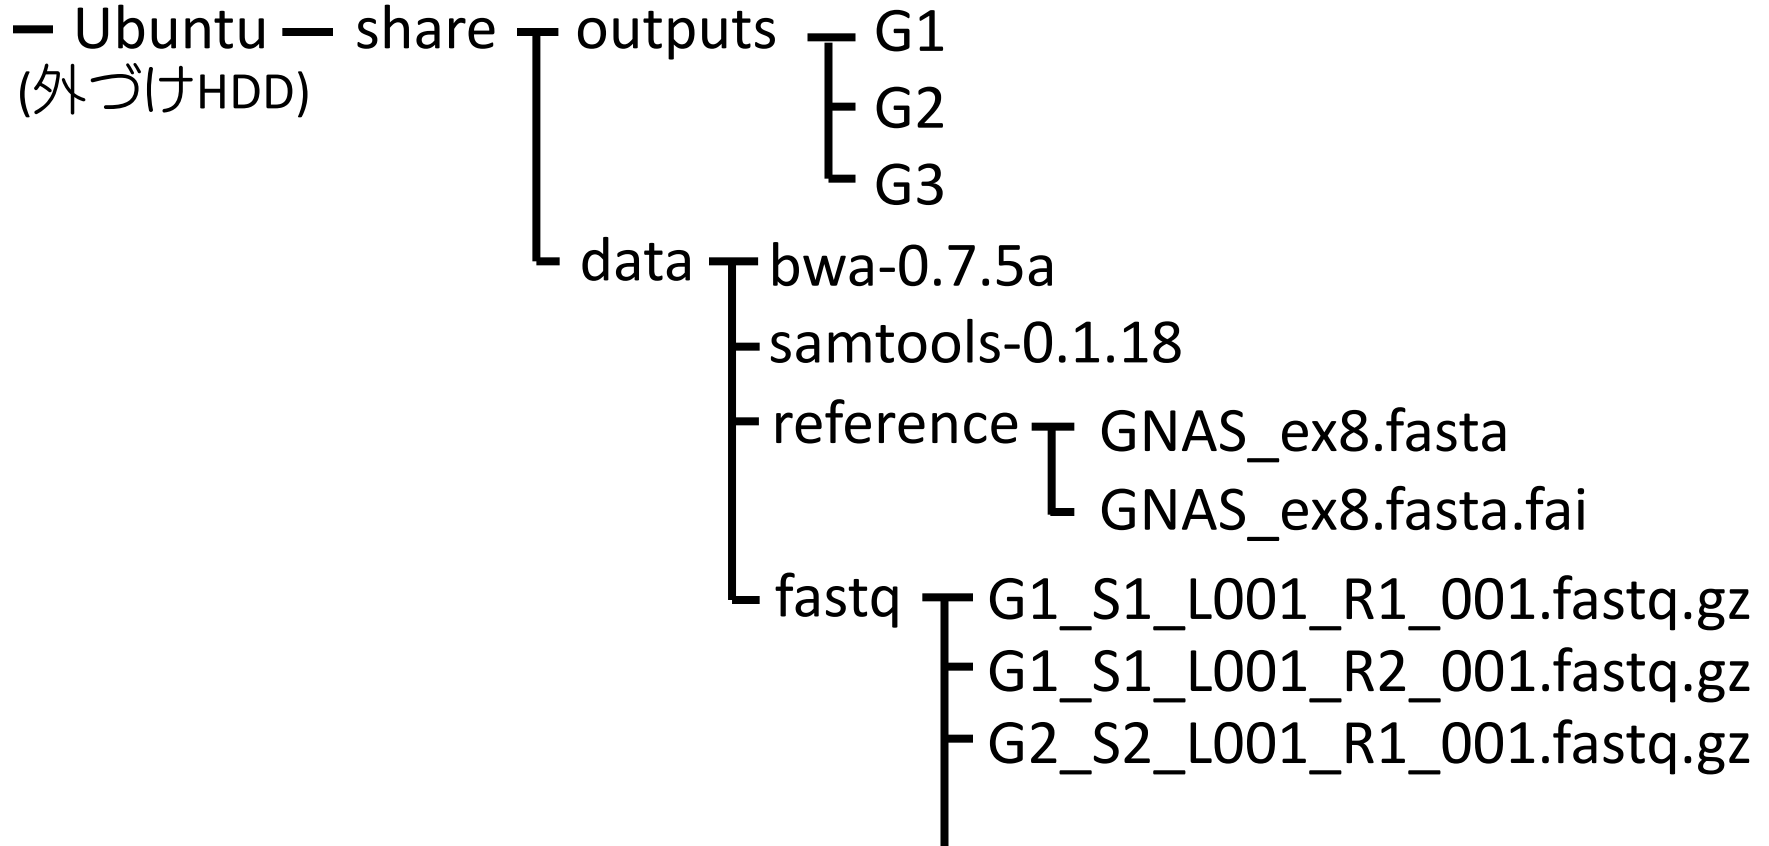 Ubuntu share outputs G1
(外づけHDD)
G2
G3
data bwa-0.7.5a
samtools-0.1.18
reference GNAS_ex8.fasta
GNAS_ex8.fasta.fai
fastq G1_S1_L001_R1_001.fastq.gz
G1_S1_L001_R2_001.fastq.gz
G2_S2_L001_R1_001.fastq.gz